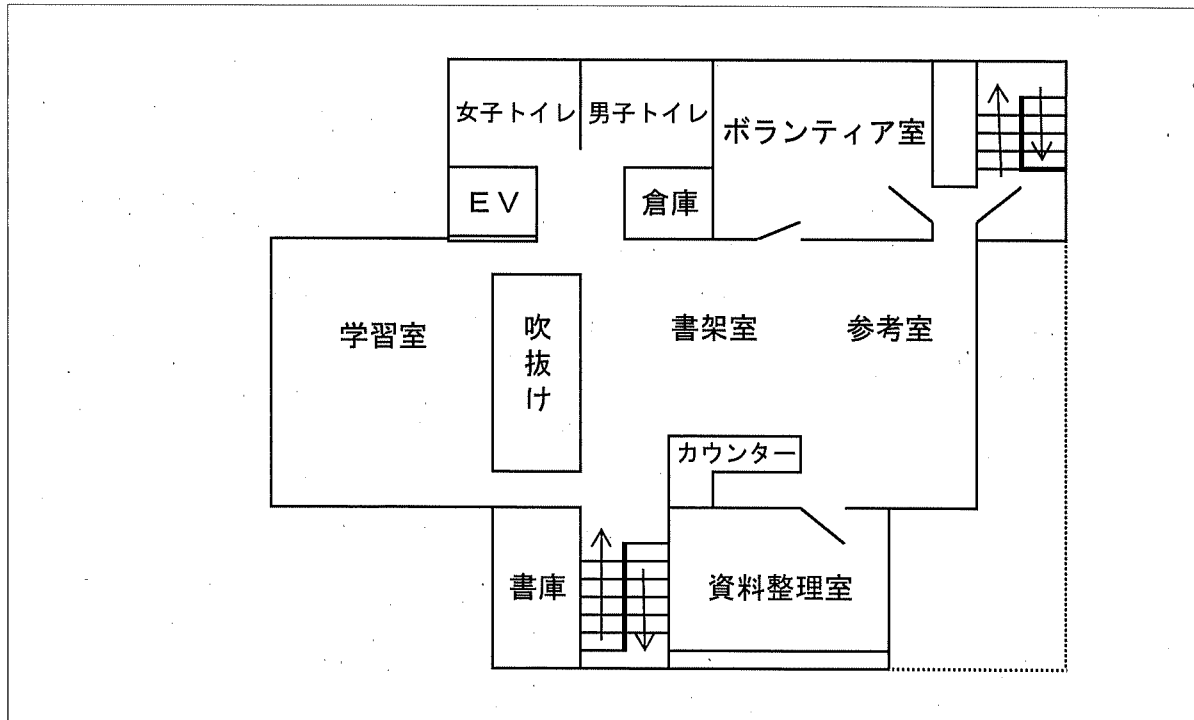 女子トイレ
男子トイレ
ボランティア室
EV
倉庫
学習室
吹抜け
書架室
参考室
カウンター
書庫
資料整理室